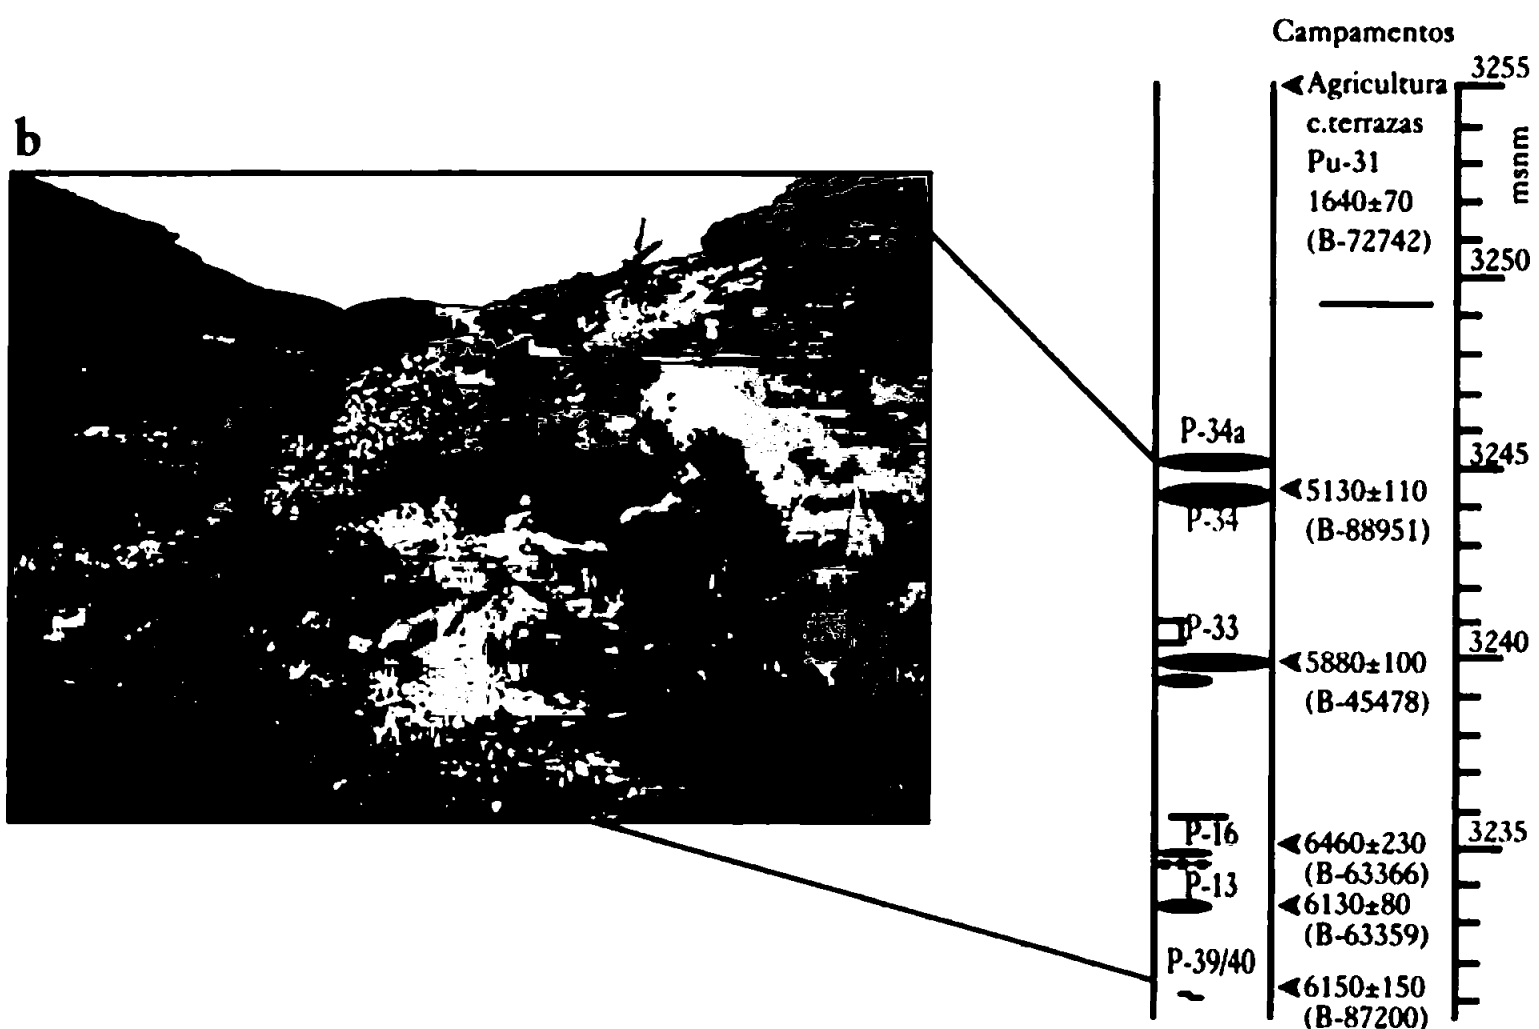 Campamentos
b
Agricultura
c.terrazas
Pu-31
1640±70
(B-72742)
3255
msnm
3250
P-34a
3245
5130±110
(B-88951)
P-34
P-33
3240
5880±100
(B-45478)
P-16
3235
6460±230
(B-63366)
P-13
6130±80
(B-63359)
P-39/40
6150±150
(B-87200)